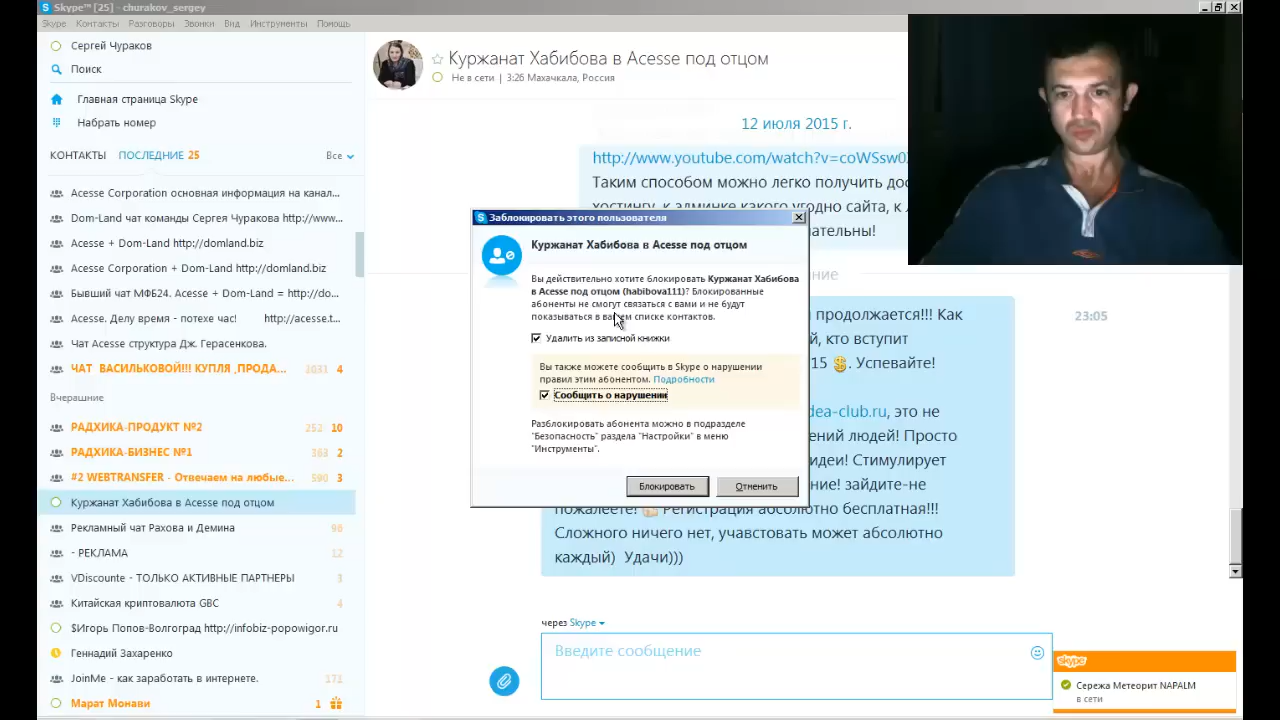 Skype™ [25] - churakov_sergey
Skype Контакты Разговоры Звонки Вид Инструменты Помощь
Сергей Чураков
Поиск
Главная страница Skype
Набрать номер
КОНТАКТЫ ПОСЛЕДНИЕ 25 Все
Acesse Corporation основная информация на канал...
Dom-Land чат команды Сергея Чуракова http://www...
Acesse + Dom-Land http://domland.biz
Acesse Corporation + Dom-Land http://domland.biz
Бывший чат МФБ24. Acesse + Dom-Land = http://do...
Acesse. Делу время - потехе час! http://acesse.t...
Чат Acesse структура Дж. Герасенкова.
ЧАТ ВАСИЛЬКОВОЙ!!! КУПЛЯ ,ПРОДА... 1631 4
Вчерашние
РАДХИКА-ПРОДУКТ №2 252 10
РАДХИКА-БИЗНЕС №1 363 2
#2 WEBTRANSFER - Отвечаем на любые... 590 3
Куржанат Хабибова в Acesse под отцом
Рекламный чат Рахова и Демина 96
- РЕКЛАМА 12
VDiscounte - ТОЛЬКО АКТИВНЫЕ ПАРТНЕРЫ 3
Китайская криптовалюта GBC 4
$Игорь Попов-Волгоград http://infobiz-popowigor.ru
Геннадий Захаренко
JoinMe - как заработать в интернете. 171
Марат Монави 1
Куржанат Хабибова в Acesse под отцом
Не в сети | 3:26 Махачкала, Россия
12 июля 2015 г.
http://www.youtube.com/watch?v=coWSsw0
Таким способом можно легко получить дос
хостингу, к админке какого угодно сайта, к
ательны!
ние
продолжается!!! Как
й, кто вступит
15 . Успевайте!
23:05
dea-club.ru, это не
ений людей! Просто
идеи! Стимулирует
ние! зайдите-не
пожалеете! Регистрация абсолютно бесплатная!!!
Сложного ничего нет, учавстовать может абсолютно
каждый) Удачи)))
Заблокировать этого пользователя
Куржанат Хабибова в Acesse под отцом
Вы действительно хотите блокировать Куржанат Хабибова
в Acesse под отцом (habibova111)? Блокированные
абоненты не смогут связаться с вами и не будут
показываться в вашем списке контактов.
Удалить из записной книжки
Вы также можете сообщить в Skype о нарушении
правил этим абонентом. Подробности
Сообщить о нарушении
Разблокировать абонента можно в подразделе
"Безопасность" раздела "Настройки" в меню
"Инструменты".
Блокировать Отменить
через Skype
Введите сообщение
skype
Сережа Метеорит NAPALM
в сети